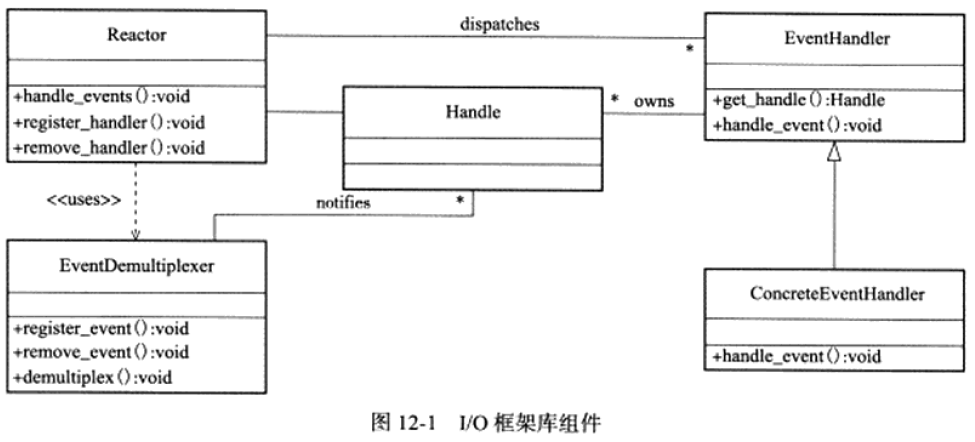 Reactor
+handle_events():void
+register_handler():void
+remove_handler():void
dispatches
*
EventHandler
+get_handle():Handle
+handle_event():void
Handle
* owns
<<uses>>
notifies
*
EventDemultiplexer
+register_event():void
+remove_event():void
+demultiplex():void
ConcreteEventHandler
+handle_event():void
图 12-1 I/O 框架库组件